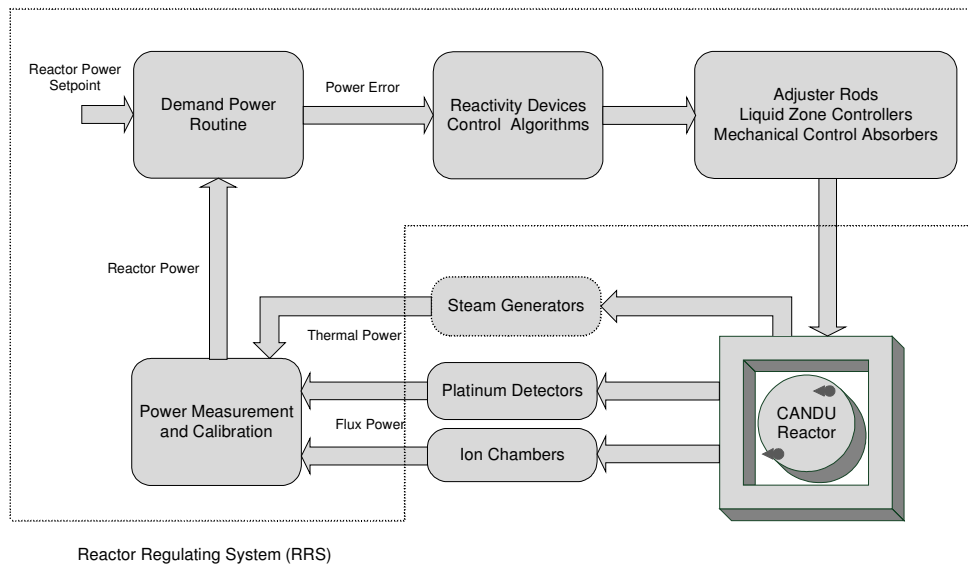 Reactor Power
Setpoint
Demand Power
Routine
Power Error
Reactivity Devices
Control Algorithms
Adjuster Rods
Liquid Zone Controllers
Mechanical Control Absorbers
Reactor Power
Steam Generators
Thermal Power
Power Measurement
and Calibration
Platinum Detectors
Flux Power
Ion Chambers
CANDU
Reactor
Reactor Regulating System (RRS)